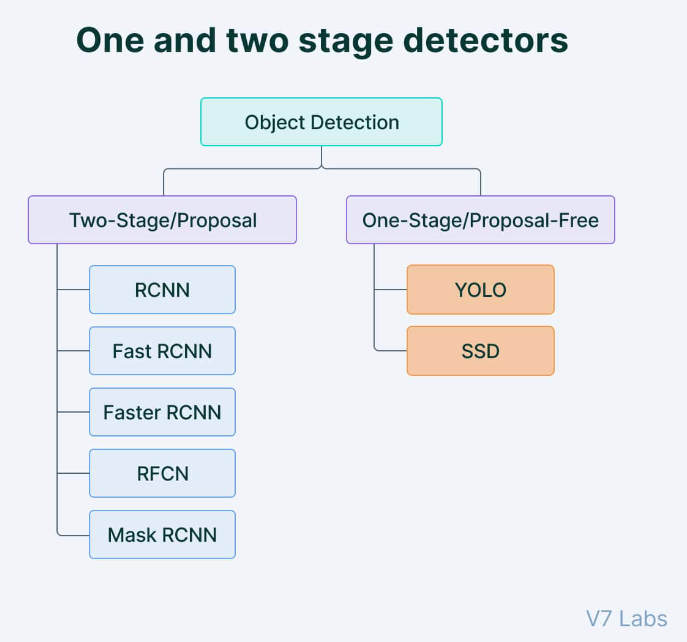 One and two stage detectors
Object Detection
Two-Stage/Proposal
RCNN
Fast RCNN
Faster RCNN
RFCN
Mask RCNN
One-Stage/Proposal-Free
YOLO
SSD
V7 Labs